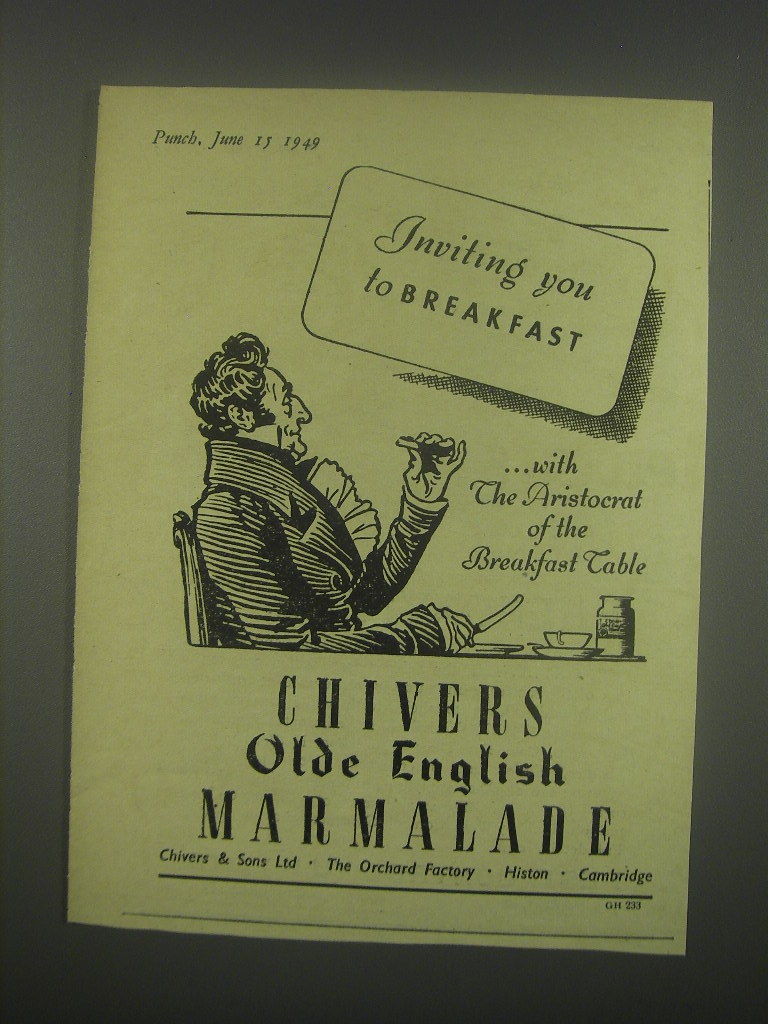 Punch, June 15 1949
Inviting you
to BREAKFAST
...with
The Aristocrat
of the
Breakfast Table
CHIVERS
Olde English
MARMALADE
Chivers & Sons Ltd · The Orchard Factory · Histon · Cambridge
GH 233